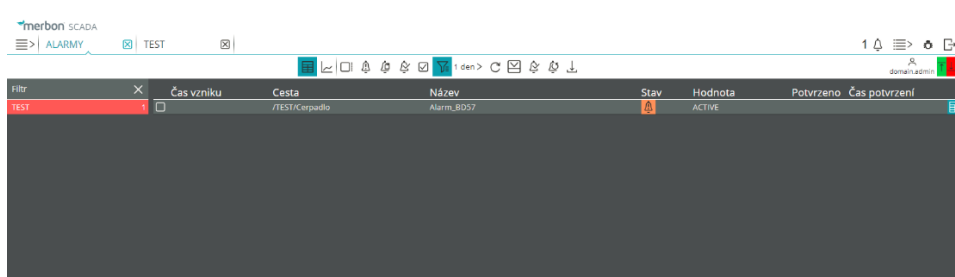 merbon SCADA
ALARMY TEST 1
1 den >
domain.admin
Filtr Čas vzniku Cesta Název Stav Hodnota Potvrzeno Čas potvrzení
TEST 1 /TEST/Cerpadlo Alarm_BD57 ACTIVE